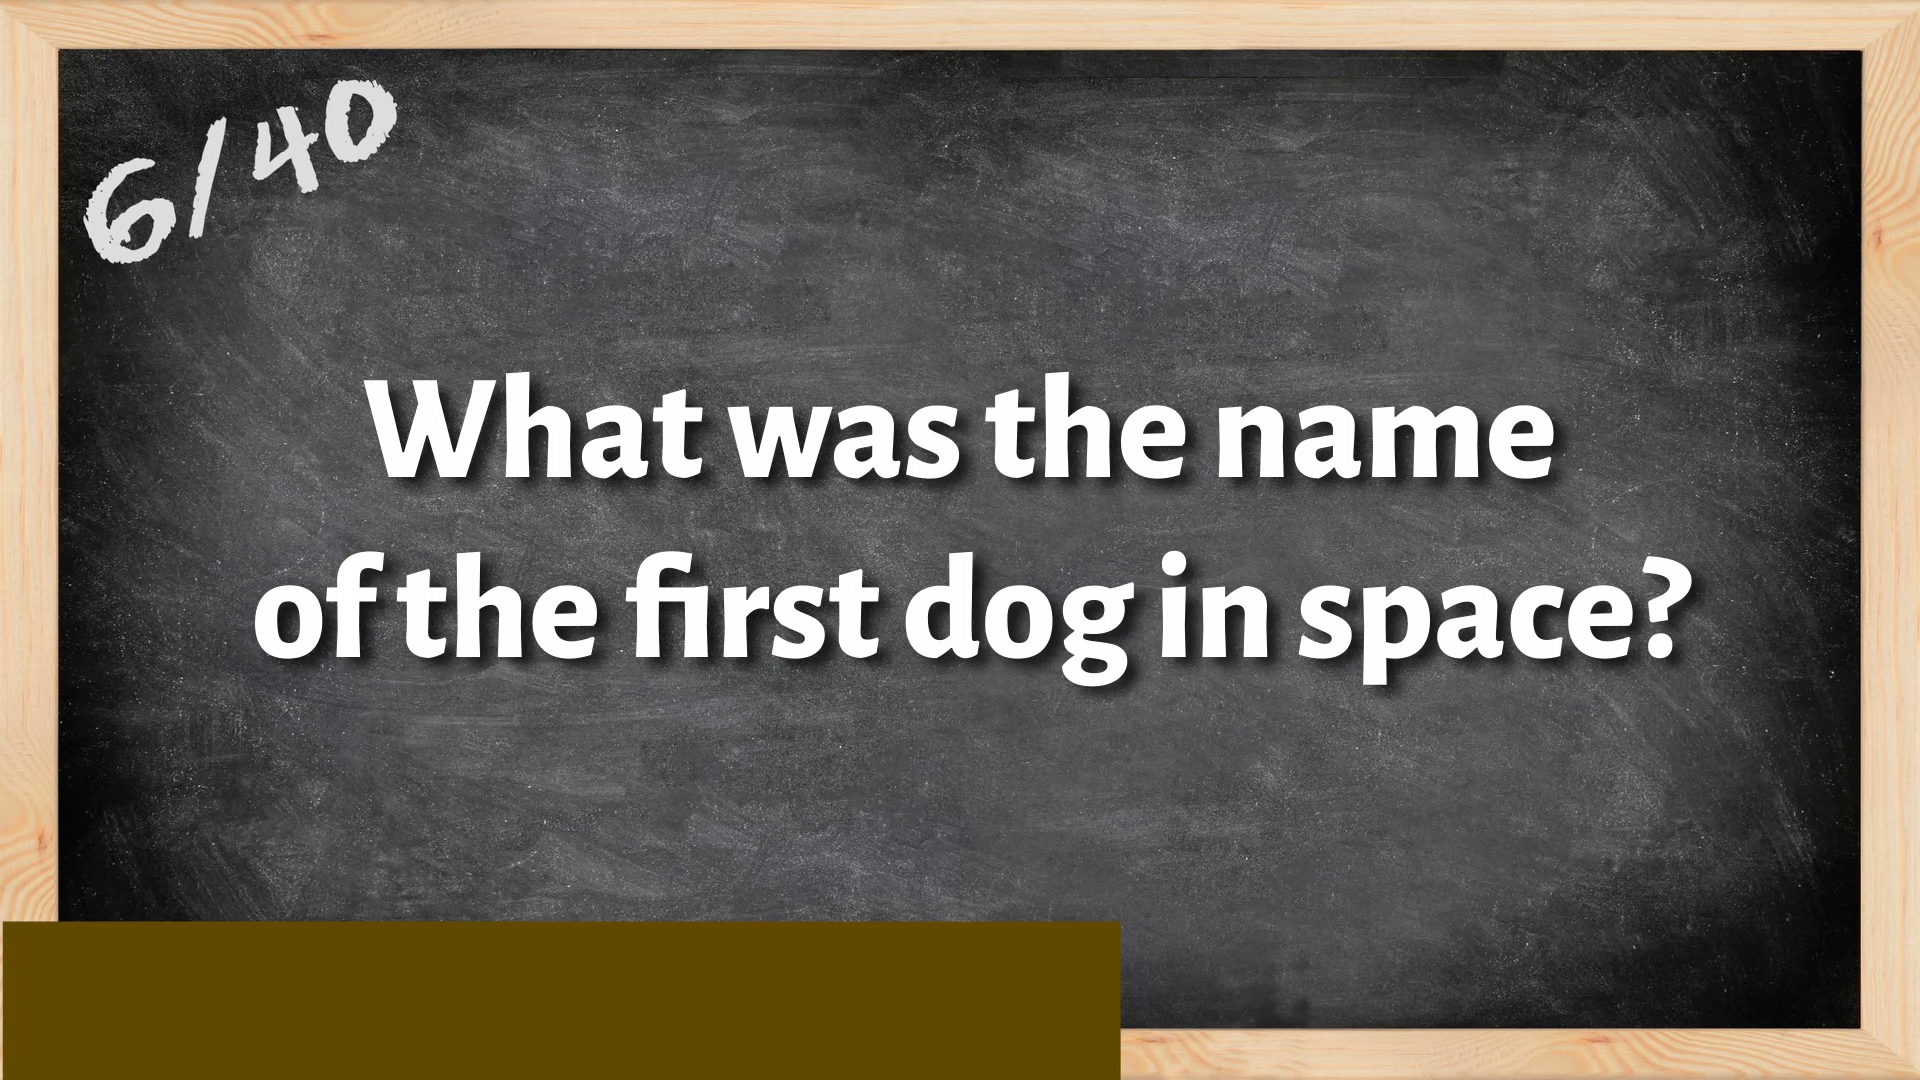 6/40
What was the name
of the first dog in space?